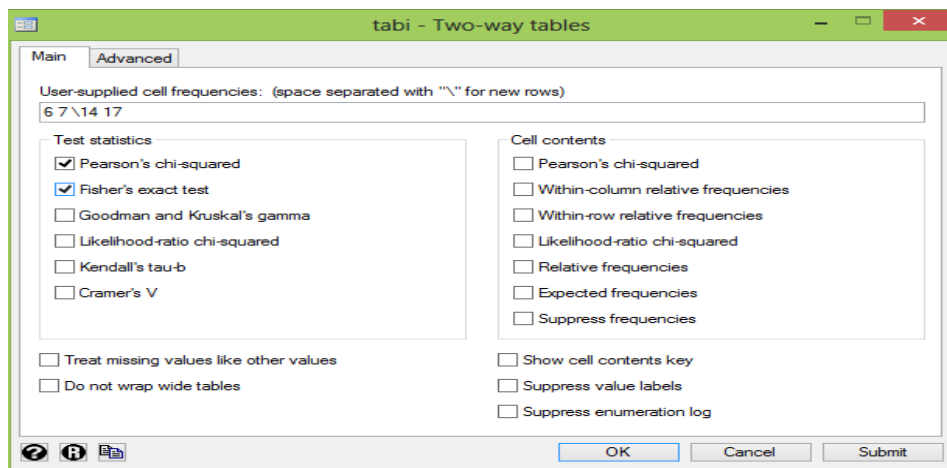 tabi - Two-way tables
Main
Advanced
User-supplied cell frequencies: (space separated with "\" for new rows)
6 7 \14 17
Test statistics
Pearson's chi-squared
Fisher's exact test
Goodman and Kruskal's gamma
Likelihood-ratio chi-squared
Kendall's tau-b
Cramer's V
Cell contents
Pearson's chi-squared
Within-column relative frequencies
Within-row relative frequencies
Likelihood-ratio chi-squared
Relative frequencies
Expected frequencies
Suppress frequencies
Treat missing values like other values
Do not wrap wide tables
Show cell contents key
Suppress value labels
Suppress enumeration log
? R
OK
Cancel
Submit